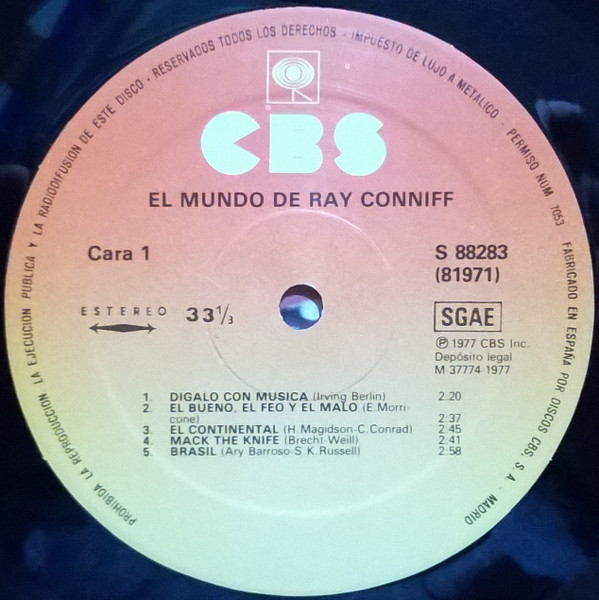 PROHIBIDA LA REPRODUCCION LA EJECUCION PUBLICA Y LA RADIODIFUSION DE ESTE DISCO - RESERVADOS TODOS LOS DERECHOS - IMPUESTO DE LUJO A METALICO - PERMISO NUM. 7053 FABRICADO EN ESPAÑA POR DISCOS CBS, S. A. - MADRID
CBS
EL MUNDO DE RAY CONNIFF
Cara 1
S 88283
(81971)
ESTEREO 33 1/3
SGAE
Ⓟ 1977 CBS Inc.
Depósito legal
M-37774-1977
1. DIGALO CON MUSICA (Irving Berlin) 2:20
2. EL BUENO, EL FEO Y EL MALO (E. Morri-
cone) 2:37
3. EL CONTINENTAL (H. Magidson-C. Conrad) 2:45
4. MACK THE KNIFE (Brecht-Weill) 2:41
5. BRASIL (Ary Barroso-S. K. Russell) 2:58